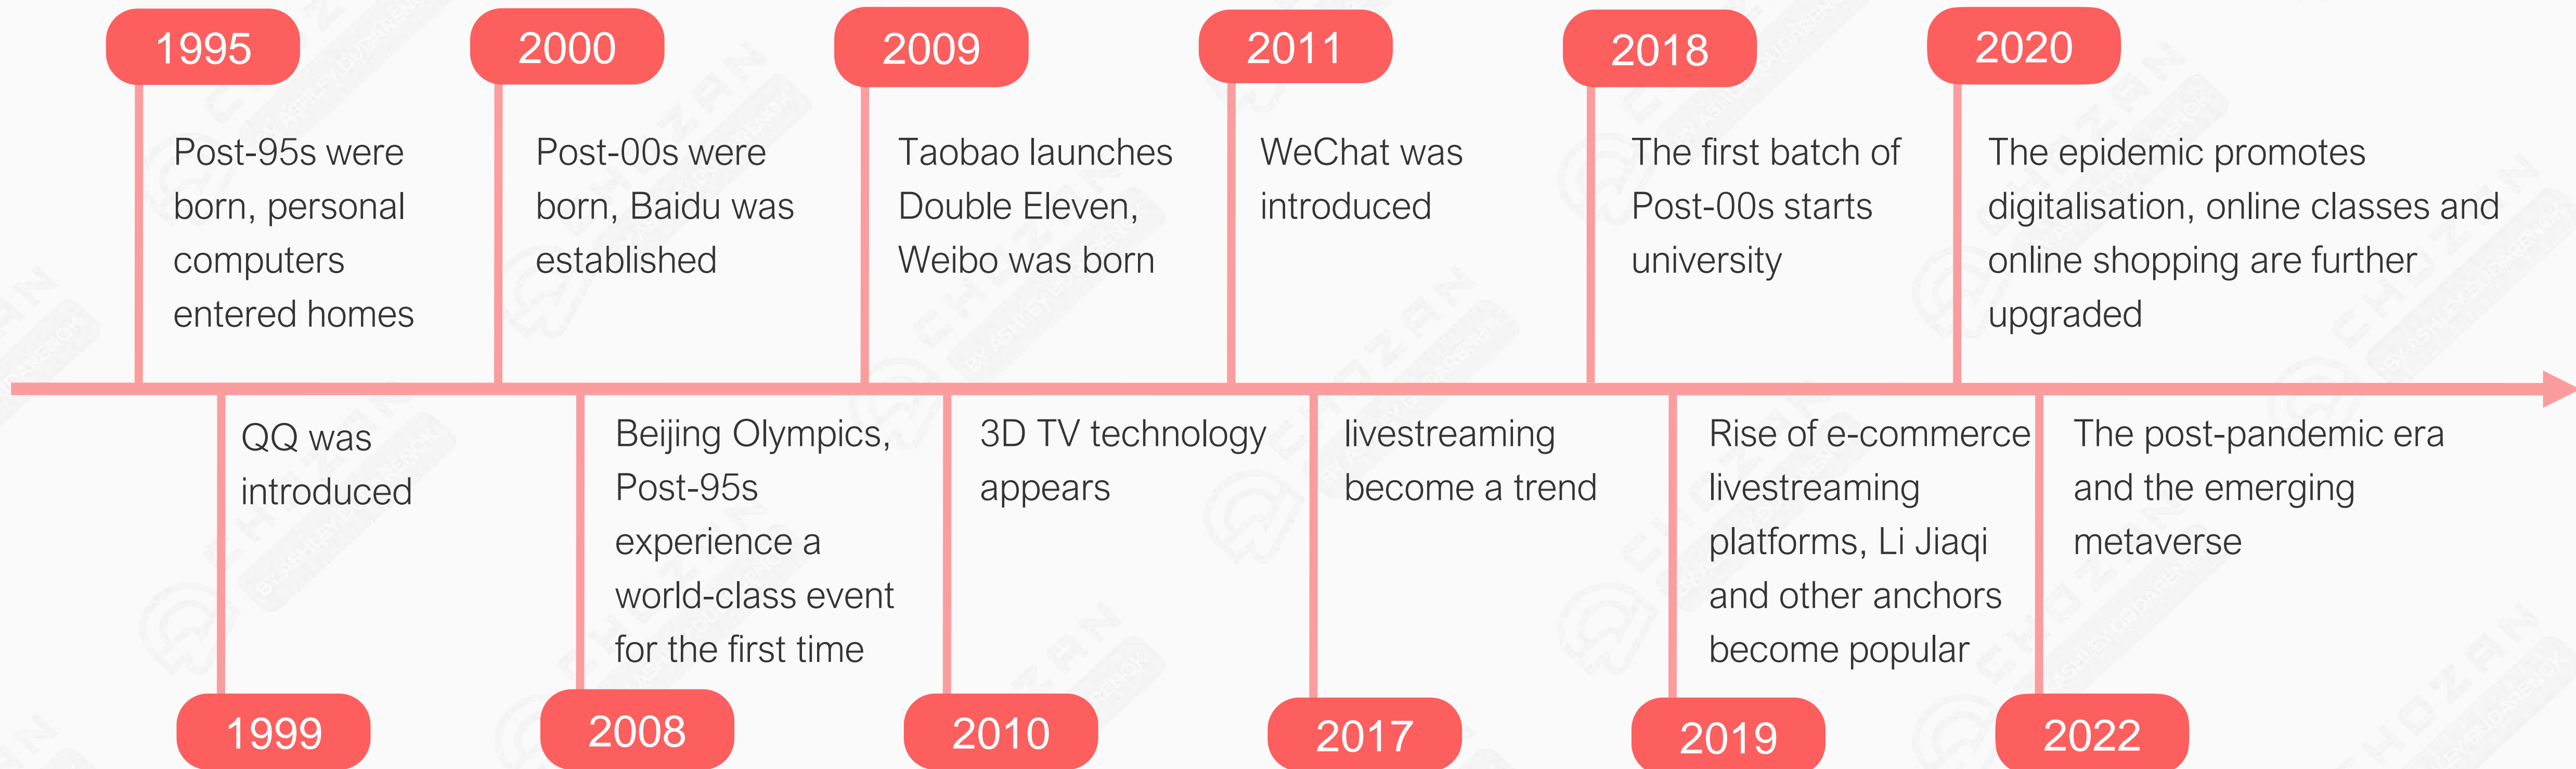 1995
Post-95s were
born, personal
computers
entered homes
1999
QQ was
introduced
2000
Post-00s were
born, Baidu was
established
2008
Beijing Olympics,
Post-95s
experience a
world-class event
for the first time
2009
Taobao launches
Double Eleven,
Weibo was born
2010
3D TV technology
appears
2011
WeChat was
introduced
2017
livestreaming
become a trend
2018
The first batch of
Post-00s starts
university
2019
Rise of e-commerce
livestreaming
platforms, Li Jiaqi
and other anchors
become popular
2020
The epidemic promotes
digitalisation, online classes and
online shopping are further
upgraded
2022
The post-pandemic era
and the emerging
metaverse
CHOZAN
BY ASHLEY DUDARENOK